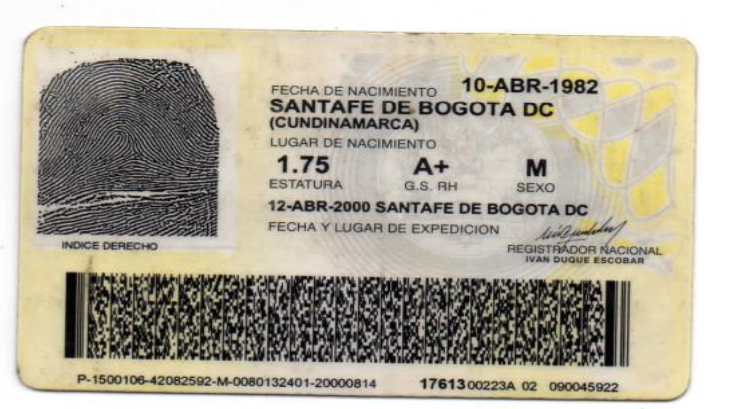 FECHA DE NACIMIENTO 10-ABR-1982
SANTAFE DE BOGOTA DC
(CUNDINAMARCA)
LUGAR DE NACIMIENTO
1.75 A+ M
ESTATURA G.S. RH SEXO
12-ABR-2000 SANTAFE DE BOGOTA DC
FECHA Y LUGAR DE EXPEDICION
INDICE DERECHO
REGISTRADOR NACIONAL
IVAN DUQUE ESCOBAR
P-1500106-42082592-M-0080132401-20000814 17613 00223A 02 090045922